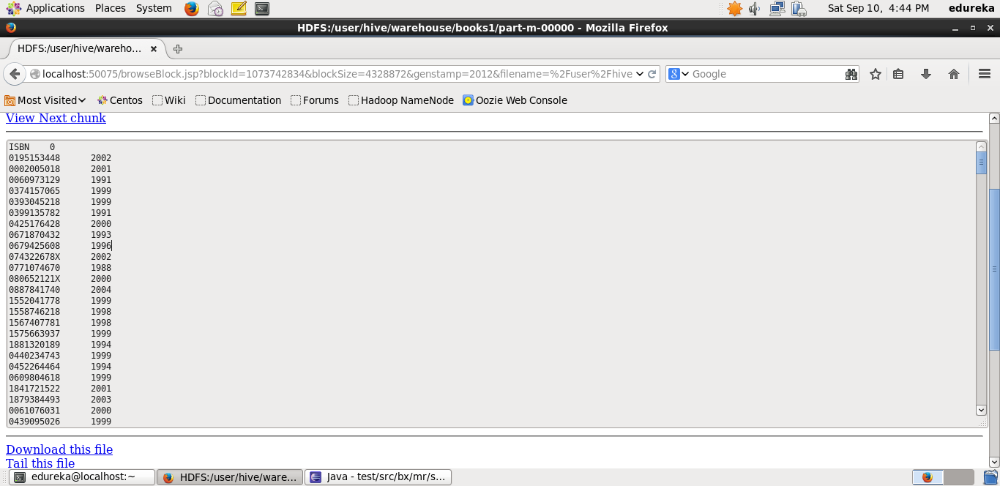 Applications Places System Sat Sep 10, 4:44 PM edureka
HDFS:/user/hive/warehouse/books1/part-m-00000 - Mozilla Firefox
HDFS:/user/hive/wareho...
localhost:50075/browseBlock.jsp?blockId=1073742834&blockSize=4328872&genstamp=2012&filename=%2Fuser%2Fhive Google
Most Visited Centos Wiki Documentation Forums Hadoop NameNode Oozie Web Console
View Next chunk
ISBN 0
0195153448 2002
0002005018 2001
0060973129 1991
0374157065 1999
0393045218 1999
0399135782 1991
0425176428 2000
0671870432 1993
0679425608 1996
074322678X 2002
0771074670 1988
080652121X 2000
0887841740 2004
1552041778 1999
1558746218 1998
1567407781 1998
1575663937 1999
1881320189 1994
0440234743 1999
0452264464 1994
0609804618 1999
1841721522 2001
1879384493 2003
0061076031 2000
0439095026 1999
Download this file
Tail this file
edureka@localhost:~ HDFS:/user/hive/ware... Java - test/src/bx/mr/s...